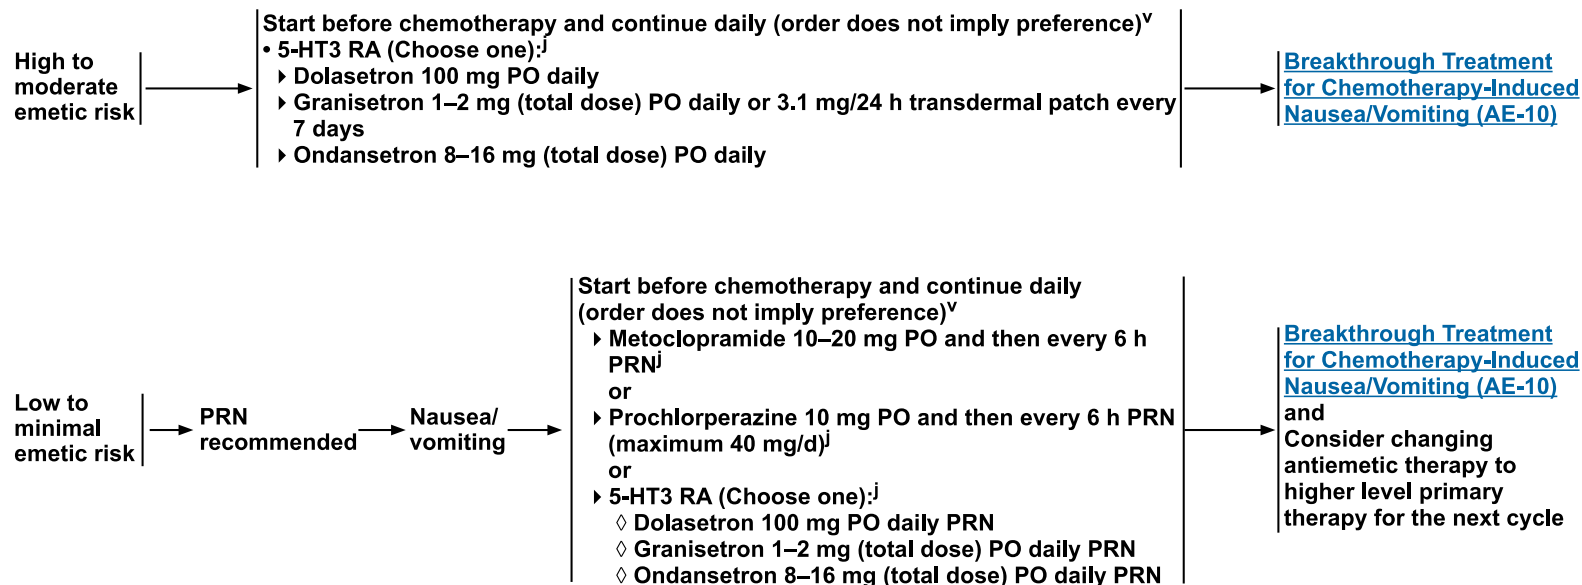 High to
moderate
emetic risk
Start before chemotherapy and continue daily (order does not imply preference)ᵛ
• 5-HT3 RA (Choose one):ʲ
▸ Dolasetron 100 mg PO daily
▸ Granisetron 1–2 mg (total dose) PO daily or 3.1 mg/24 h transdermal patch every
7 days
▸ Ondansetron 8–16 mg (total dose) PO daily
Breakthrough Treatment
for Chemotherapy-Induced
Nausea/Vomiting (AE-10)
Low to
minimal
emetic risk
PRN
recommended
Nausea/
vomiting
Start before chemotherapy and continue daily
(order does not imply preference)ᵛ
▸ Metoclopramide 10–20 mg PO and then every 6 h
PRNʲ
or
▸ Prochlorperazine 10 mg PO and then every 6 h PRN
(maximum 40 mg/d)ʲ
or
▸ 5-HT3 RA (Choose one):ʲ
◊ Dolasetron 100 mg PO daily PRN
◊ Granisetron 1–2 mg (total dose) PO daily PRN
◊ Ondansetron 8–16 mg (total dose) PO daily PRN
Breakthrough Treatment
for Chemotherapy-Induced
Nausea/Vomiting (AE-10)
and
Consider changing
antiemetic therapy to
higher level primary
therapy for the next cycle